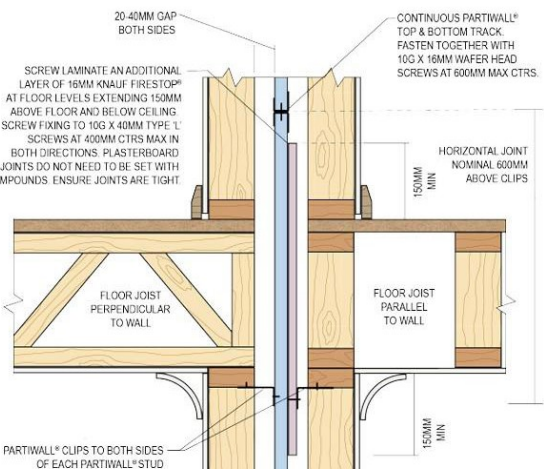 20-40MM GAP
BOTH SIDES
CONTINUOUS PARTIWALL®
TOP & BOTTOM TRACK.
FASTEN TOGETHER WITH
10G X 16MM WAFER HEAD
SCREWS AT 600MM MAX CTRS.
SCREW LAMINATE AN ADDITIONAL
LAYER OF 16MM KNAUF FIRESTOP®
AT FLOOR LEVELS EXTENDING 150MM
ABOVE FLOOR AND BELOW CEILING.
SCREW FIXING TO 10G X 40MM TYPE 'L'
SCREWS AT 400MM CTRS MAX IN
BOTH DIRECTIONS. PLASTERBOARD
JOINTS DO NOT NEED TO BE SET WITH
MPOUNDS. ENSURE JOINTS ARE TIGHT.
HORIZONTAL JOINT
NOMINAL 600MM
ABOVE CLIPS
150MM
MIN
FLOOR JOIST
PERPENDICULAR
TO WALL
FLOOR JOIST
PARALLEL
TO WALL
150MM
MIN
PARTIWALL® CLIPS TO BOTH SIDES
OF EACH PARTIWALL® STUD